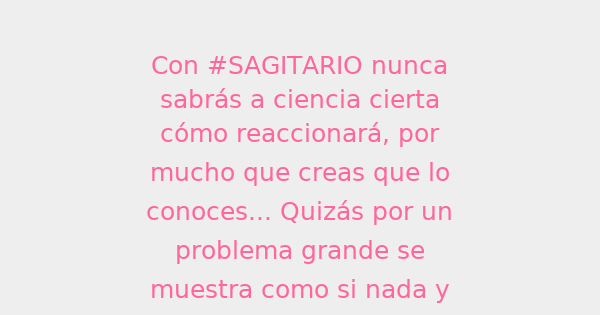 Con #SAGITARIO nunca
sabrás a ciencia cierta
cómo reaccionará, por
mucho que creas que lo
conoces... Quizás por un
problema grande se
muestra como si nada y